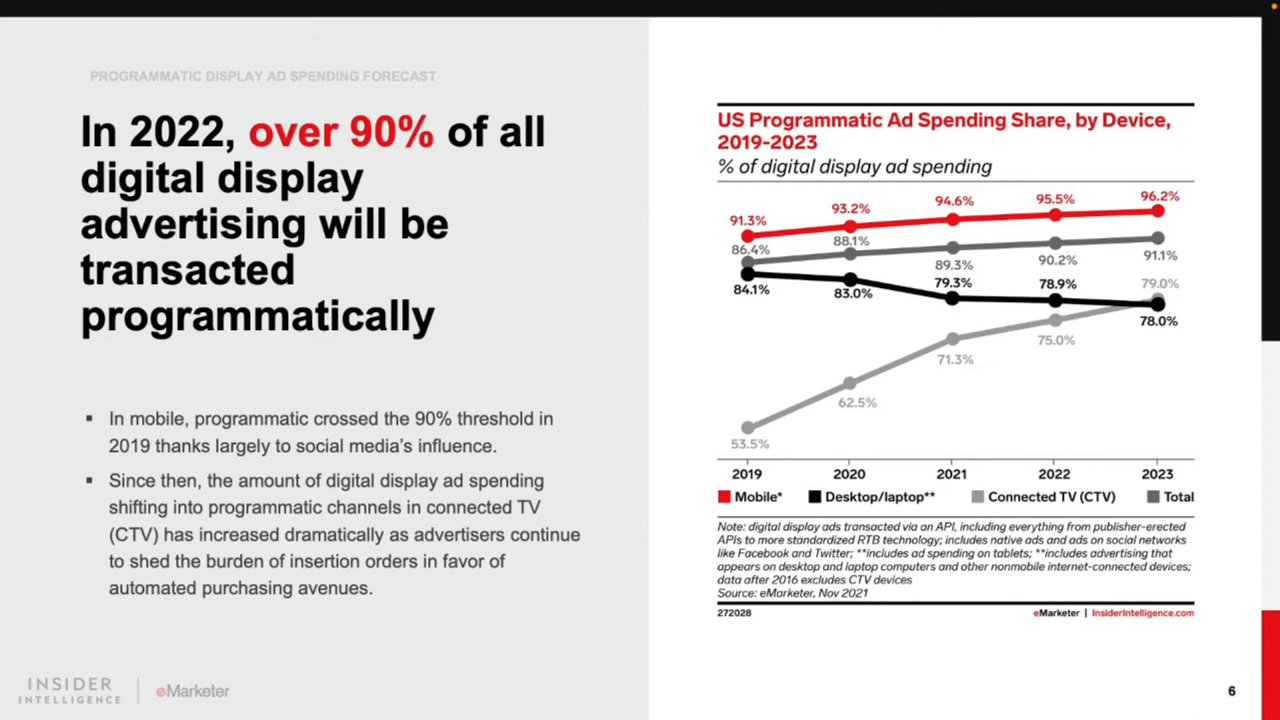 PROGRAMMATIC DISPLAY AD SPENDING FORECAST
In 2022, over 90% of all
digital display
advertising will be
transacted
programmatically
▪ In mobile, programmatic crossed the 90% threshold in
2019 thanks largely to social media's influence.
▪ Since then, the amount of digital display ad spending
shifting into programmatic channels in connected TV
(CTV) has increased dramatically as advertisers continue
to shed the burden of insertion orders in favor of
automated purchasing avenues.
INSIDER
INTELLIGENCE
eMarketer
US Programmatic Ad Spending Share, by Device,
2019-2023
% of digital display ad spending
91.3% 93.2% 94.6% 95.5% 96.2%
86.4% 88.1% 89.3% 90.2% 91.1%
84.1% 83.0% 79.3% 78.9% 78.0%
53.5% 62.5% 71.3% 75.0% 79.0%
2019 2020 2021 2022 2023
Mobile* Desktop/laptop** Connected TV (CTV) Total
Note: digital display ads transacted via an API, including everything from publisher-erected
APIs to more standardized RTB technology; includes native ads and ads on social networks
like Facebook and Twitter; **includes ad spending on tablets; **includes advertising that
appears on desktop and laptop computers and other nonmobile internet-connected devices;
data after 2016 excludes CTV devices
Source: eMarketer, Nov 2021
272028 eMarketer | InsiderIntelligence.com
6